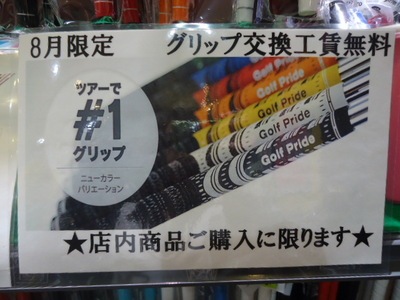 8月限定　グリップ交換工賃無料
ツアーで
#1
グリップ
ニューカラー
バリエーション
Golf Pride
Golf Pride
Golf Pride
Golf Pride
★店内商品ご購入に限ります★